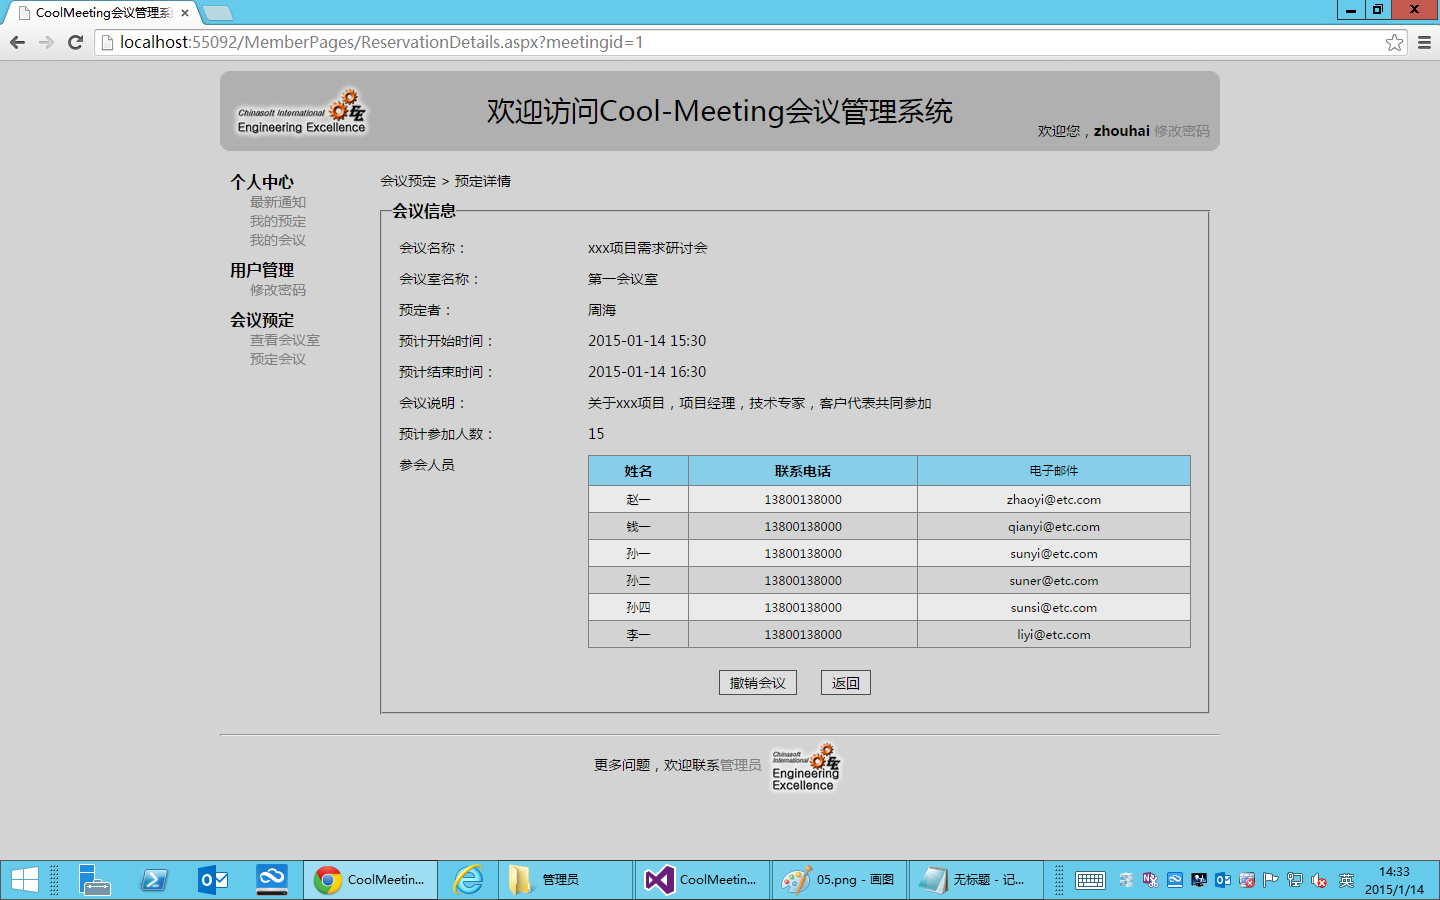 CoolMeeting会议管理系
localhost:55092/MemberPages/ReservationDetails.aspx?meetingid=1
Chinasoft International
Engineering Excellence
欢迎访问Cool-Meeting会议管理系统
欢迎您，zhouhai 修改密码
个人中心
最新通知
我的预定
我的会议
用户管理
修改密码
会议预定
查看会议室
预定会议
会议预定 > 预定详情
会议信息
会议名称： xxx项目需求研讨会
会议室名称： 第一会议室
预定者： 周海
预计开始时间： 2015-01-14 15:30
预计结束时间： 2015-01-14 16:30
会议说明： 关于xxx项目，项目经理，技术专家，客户代表共同参加
预计参加人数： 15
参会人员
姓名 联系电话 电子邮件
赵一 13800138000 zhaoyi@etc.com
钱一 13800138000 qianyi@etc.com
孙一 13800138000 sunyi@etc.com
孙二 13800138000 suner@etc.com
孙四 13800138000 sunsi@etc.com
李一 13800138000 liyi@etc.com
撤销会议 返回
更多问题，欢迎联系管理员
Chinasoft
International
Engineering
Excellence
CoolMeetin... 管理员 CoolMeetin... 05.png - 画图 无标题 - 记... 英 14:33
2015/1/14